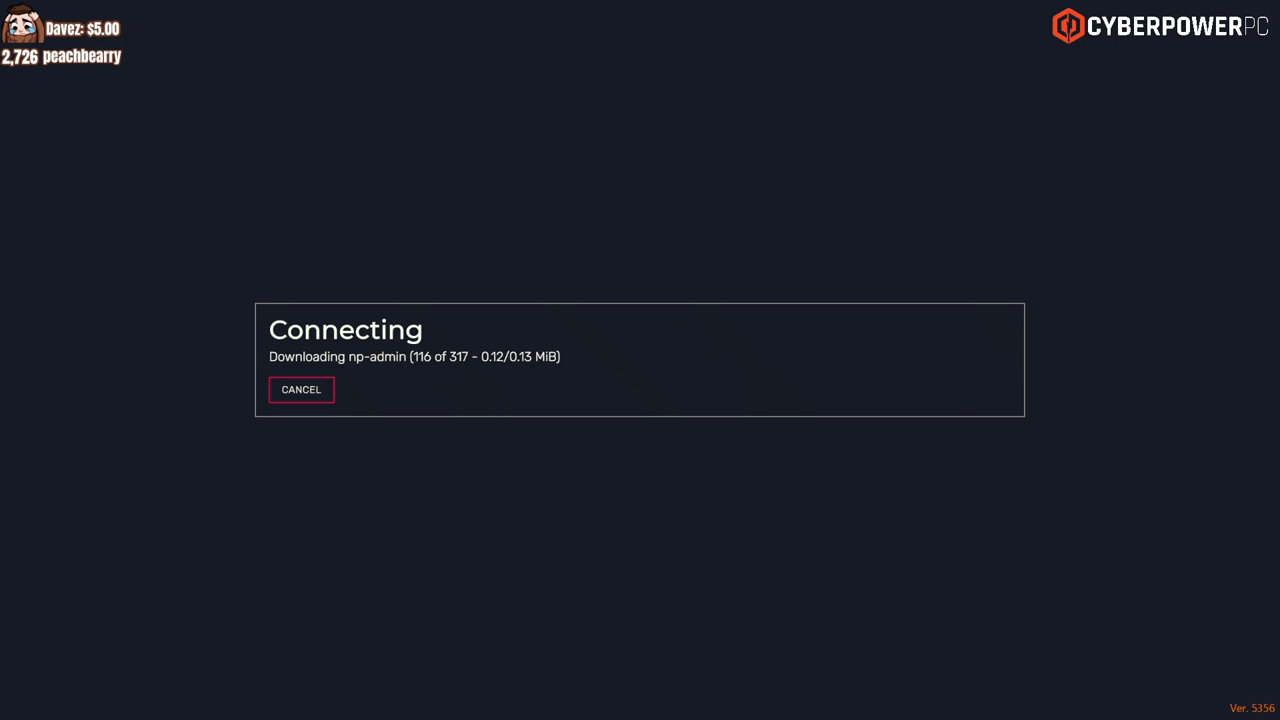 Davez: $5.00
2,726 peachbearry
CYBERPOWERPC
Connecting
Downloading np-admin (116 of 317 - 0.12/0.13 MiB)
CANCEL
Ver. 5356